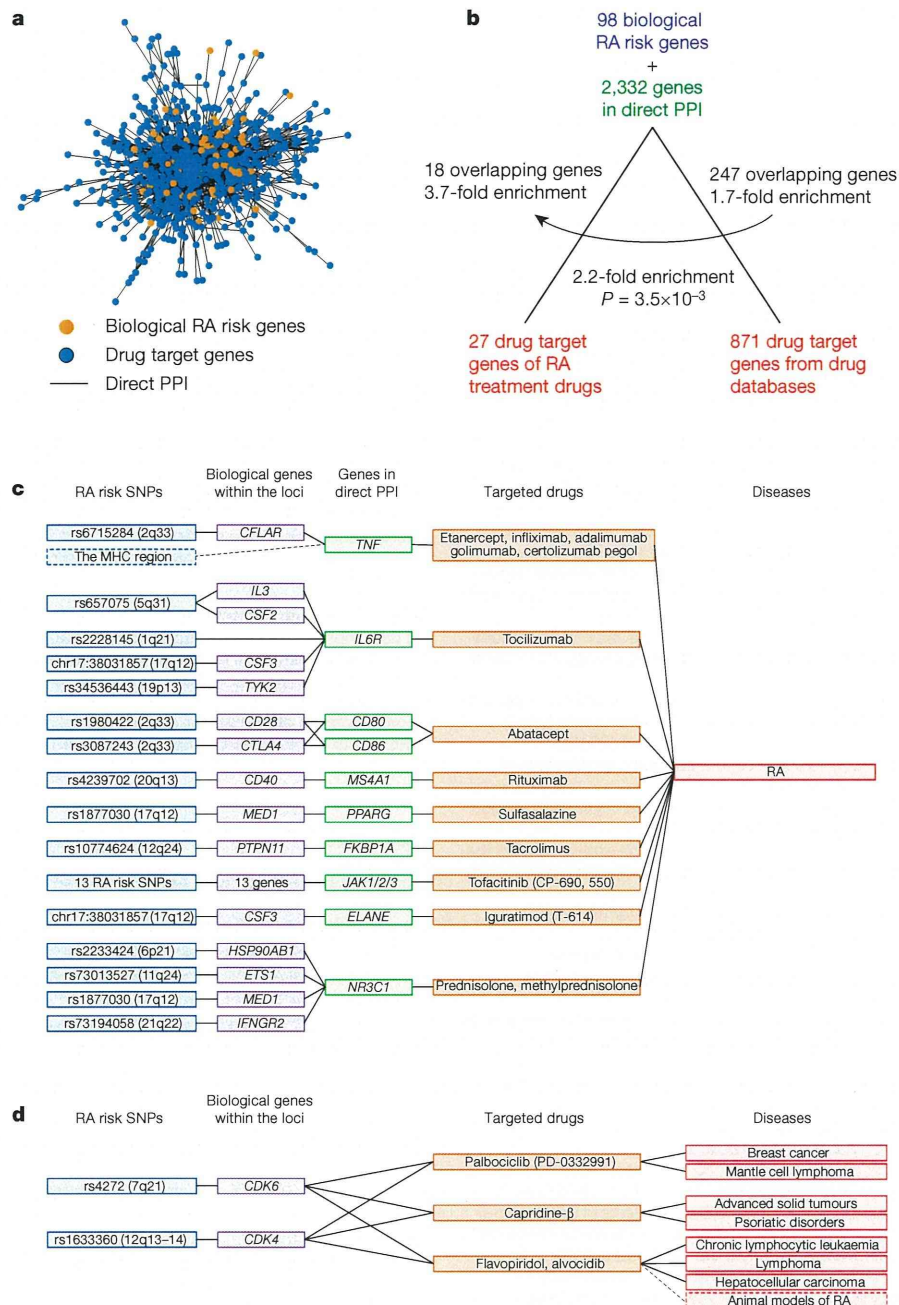 a
Biological RA risk genes
Drug target genes
Direct PPI
b
98 biological
RA risk genes
+
2,332 genes
in direct PPI
18 overlapping genes
3.7-fold enrichment
247 overlapping genes
1.7-fold enrichment
2.2-fold enrichment
P = 3.5×10–3
27 drug target
genes of RA
treatment drugs
871 drug target
genes from drug
databases
c
RA risk SNPs
Biological genes
within the loci
Genes in
direct PPI
Targeted drugs
Diseases
rs6715284 (2q33)
CFLAR
The MHC region
TNF
Etanercept, infliximab, adalimumab
golimumab, certolizumab pegol
rs657075 (5q31)
IL3
CSF2
rs2228145 (1q21)
IL6R
Tocilizumab
chr17:38031857(17q12)
CSF3
rs34536443 (19p13)
TYK2
rs1980422 (2q33)
CD28
CD80
rs3087243 (2q33)
CTLA4
CD86
Abatacept
RA
rs4239702 (20q13)
CD40
MS4A1
Rituximab
rs1877030 (17q12)
MED1
PPARG
Sulfasalazine
rs10774624 (12q24)
PTPN11
FKBP1A
Tacrolimus
13 RA risk SNPs
13 genes
JAK1/2/3
Tofacitinib (CP-690, 550)
chr17:38031857(17q12)
CSF3
ELANE
Iguratimod (T-614)
rs2233424 (6p21)
HSP90AB1
rs73013527 (11q24)
ETS1
rs1877030 (17q12)
MED1
rs73194058 (21q22)
IFNGR2
NR3C1
Prednisolone, methylprednisolone
d
RA risk SNPs
Biological genes
within the loci
Targeted drugs
Diseases
rs4272 (7q21)
CDK6
rs1633360 (12q13–14)
CDK4
Palbociclib (PD-0332991)
Breast cancer
Mantle cell lymphoma
Capridine-β
Advanced solid tumours
Psoriatic disorders
Flavopiridol, alvocidib
Chronic lymphocytic leukaemia
Lymphoma
Hepatocellular carcinoma
Animal models of RA